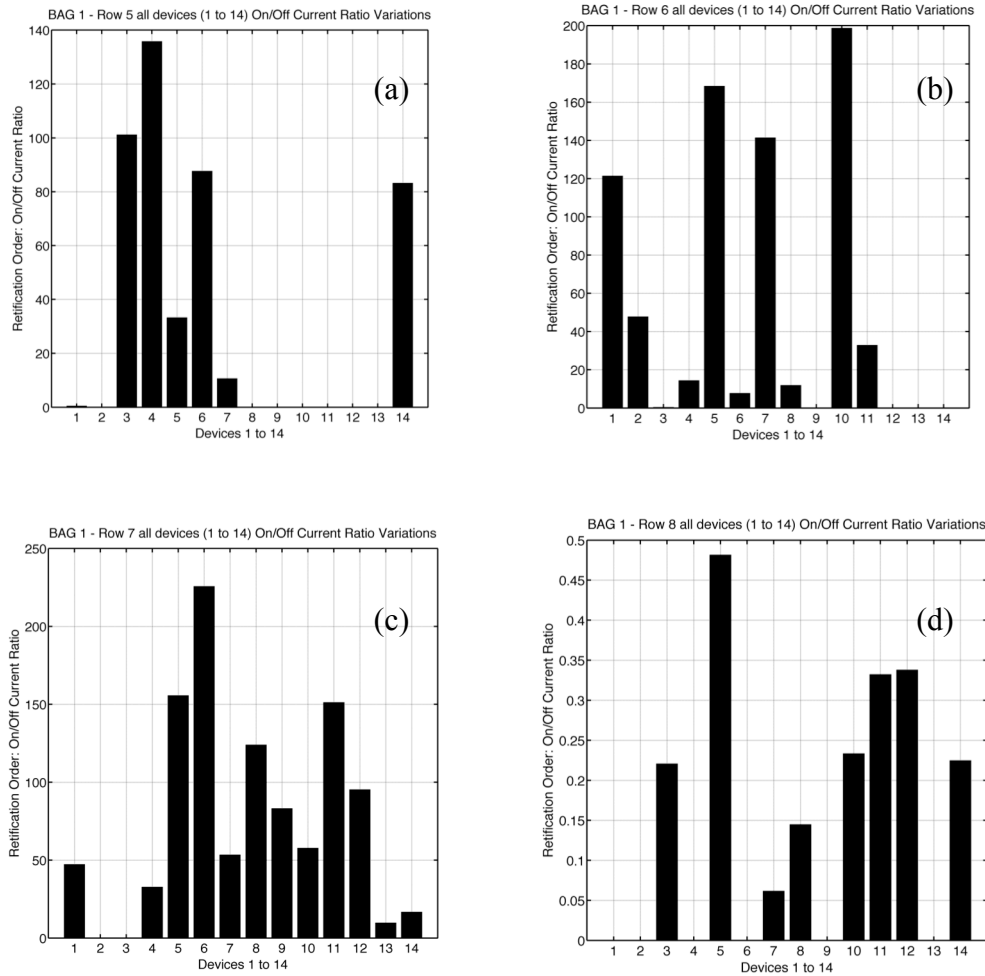 BAG 1 - Row 5 all devices (1 to 14) On/Off Current Ratio Variations
(a)
Retification Order: On/Off Current Ratio
140
120
100
80
60
40
20
0
1 2 3 4 5 6 7 8 9 10 11 12 13 14
Devices 1 to 14
BAG 1 - Row 6 all devices (1 to 14) On/Off Current Ratio Variations
(b)
Retification Order: On/Off Current Ratio
200
180
160
140
120
100
80
60
40
20
0
1 2 3 4 5 6 7 8 9 10 11 12 13 14
Devices 1 to 14
BAG 1 - Row 7 all devices (1 to 14) On/Off Current Ratio Variations
(c)
Retification Order: On/Off Current Ratio
250
200
150
100
50
0
1 2 3 4 5 6 7 8 9 10 11 12 13 14
Devices 1 to 14
BAG 1 - Row 8 all devices (1 to 14) On/Off Current Ratio Variations
(d)
Retification Order: On/Off Current Ratio
0.5
0.45
0.4
0.35
0.3
0.25
0.2
0.15
0.1
0.05
0
1 2 3 4 5 6 7 8 9 10 11 12 13 14
Devices 1 to 14